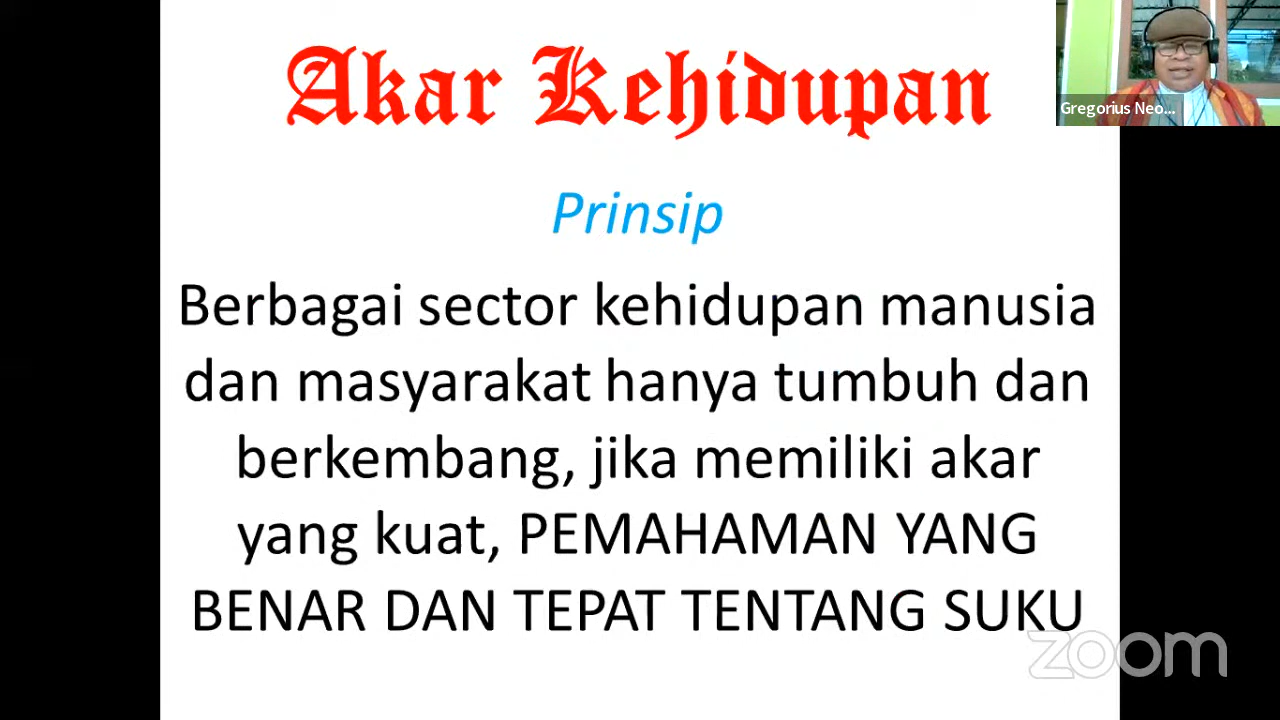 Akar Kehidupan
Gregorius Neo...
Prinsip
Berbagai sector kehidupan manusia
dan masyarakat hanya tumbuh dan
berkembang, jika memiliki akar
yang kuat, PEMAHAMAN YANG
BENAR DAN TEPAT TENTANG SUKU
zoom